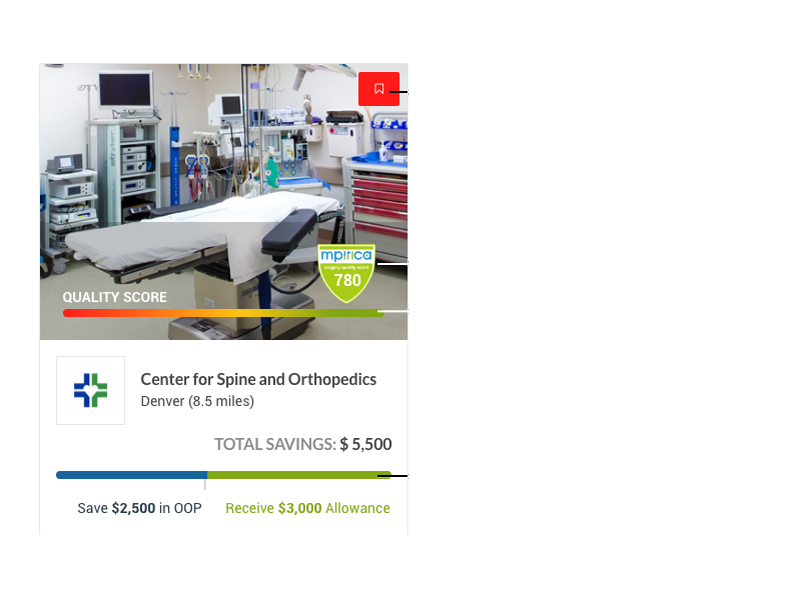 mpirica
surgery quality score
780
QUALITY SCORE
Center for Spine and Orthopedics
Denver (8.5 miles)
TOTAL SAVINGS: $ 5,500
Save $2,500 in OOP
Receive $3,000 Allowance